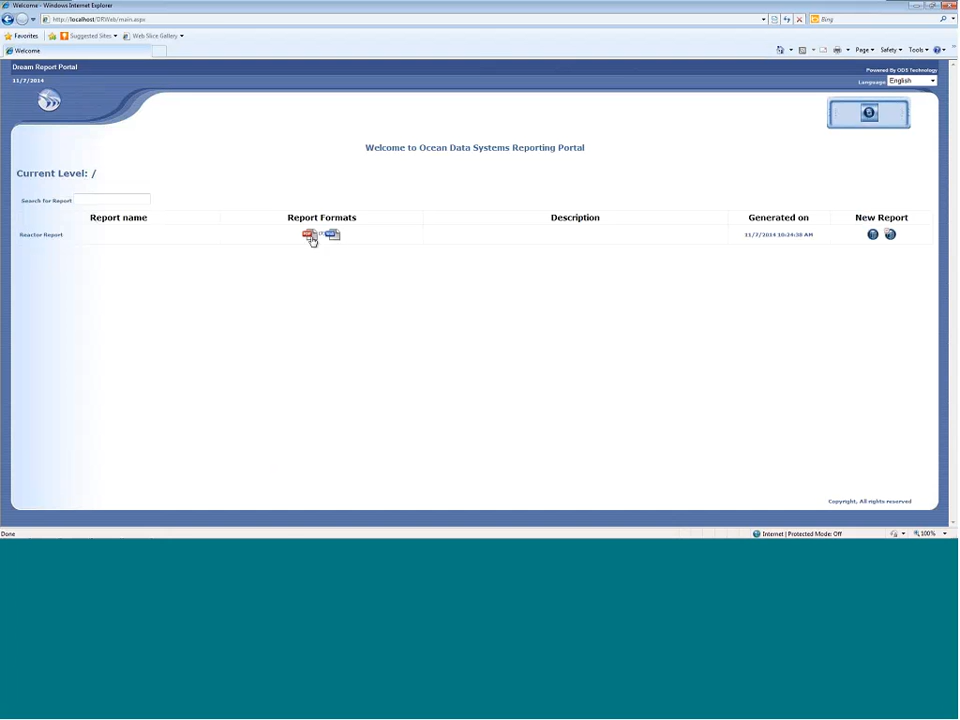 Welcome - Windows Internet Explorer
http://localhost/DRWeb/main.aspx
Bing
Favorites Suggested Sites Web Slice Gallery
Welcome
Page Safety Tools
Dream Report Portal
Powered By ODS Technology
11/7/2014
Language English
Welcome to Ocean Data Systems Reporting Portal
Current Level: /
Search for Report
Report name Report Formats Description Generated on New Report
Reactor Report 11/7/2014 10:24:38 AM
Copyright, All rights reserved
Done Internet | Protected Mode: Off 100%